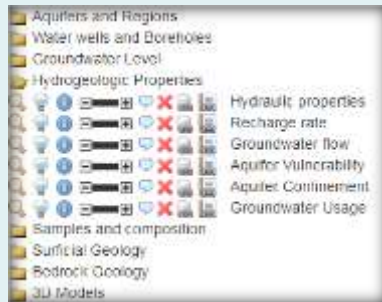 Aquifers and Regions
Water wells and Boreholes
Groundwater Level
Hydrogeologic Properties
Hydraulic properties
Recharge rate
Groundwater flow
Aquifer Vulnerability
Aquifer Confinement
Groundwater Usage
Samples and composition
Surficial Geology
Bedrock Geology
3D Models